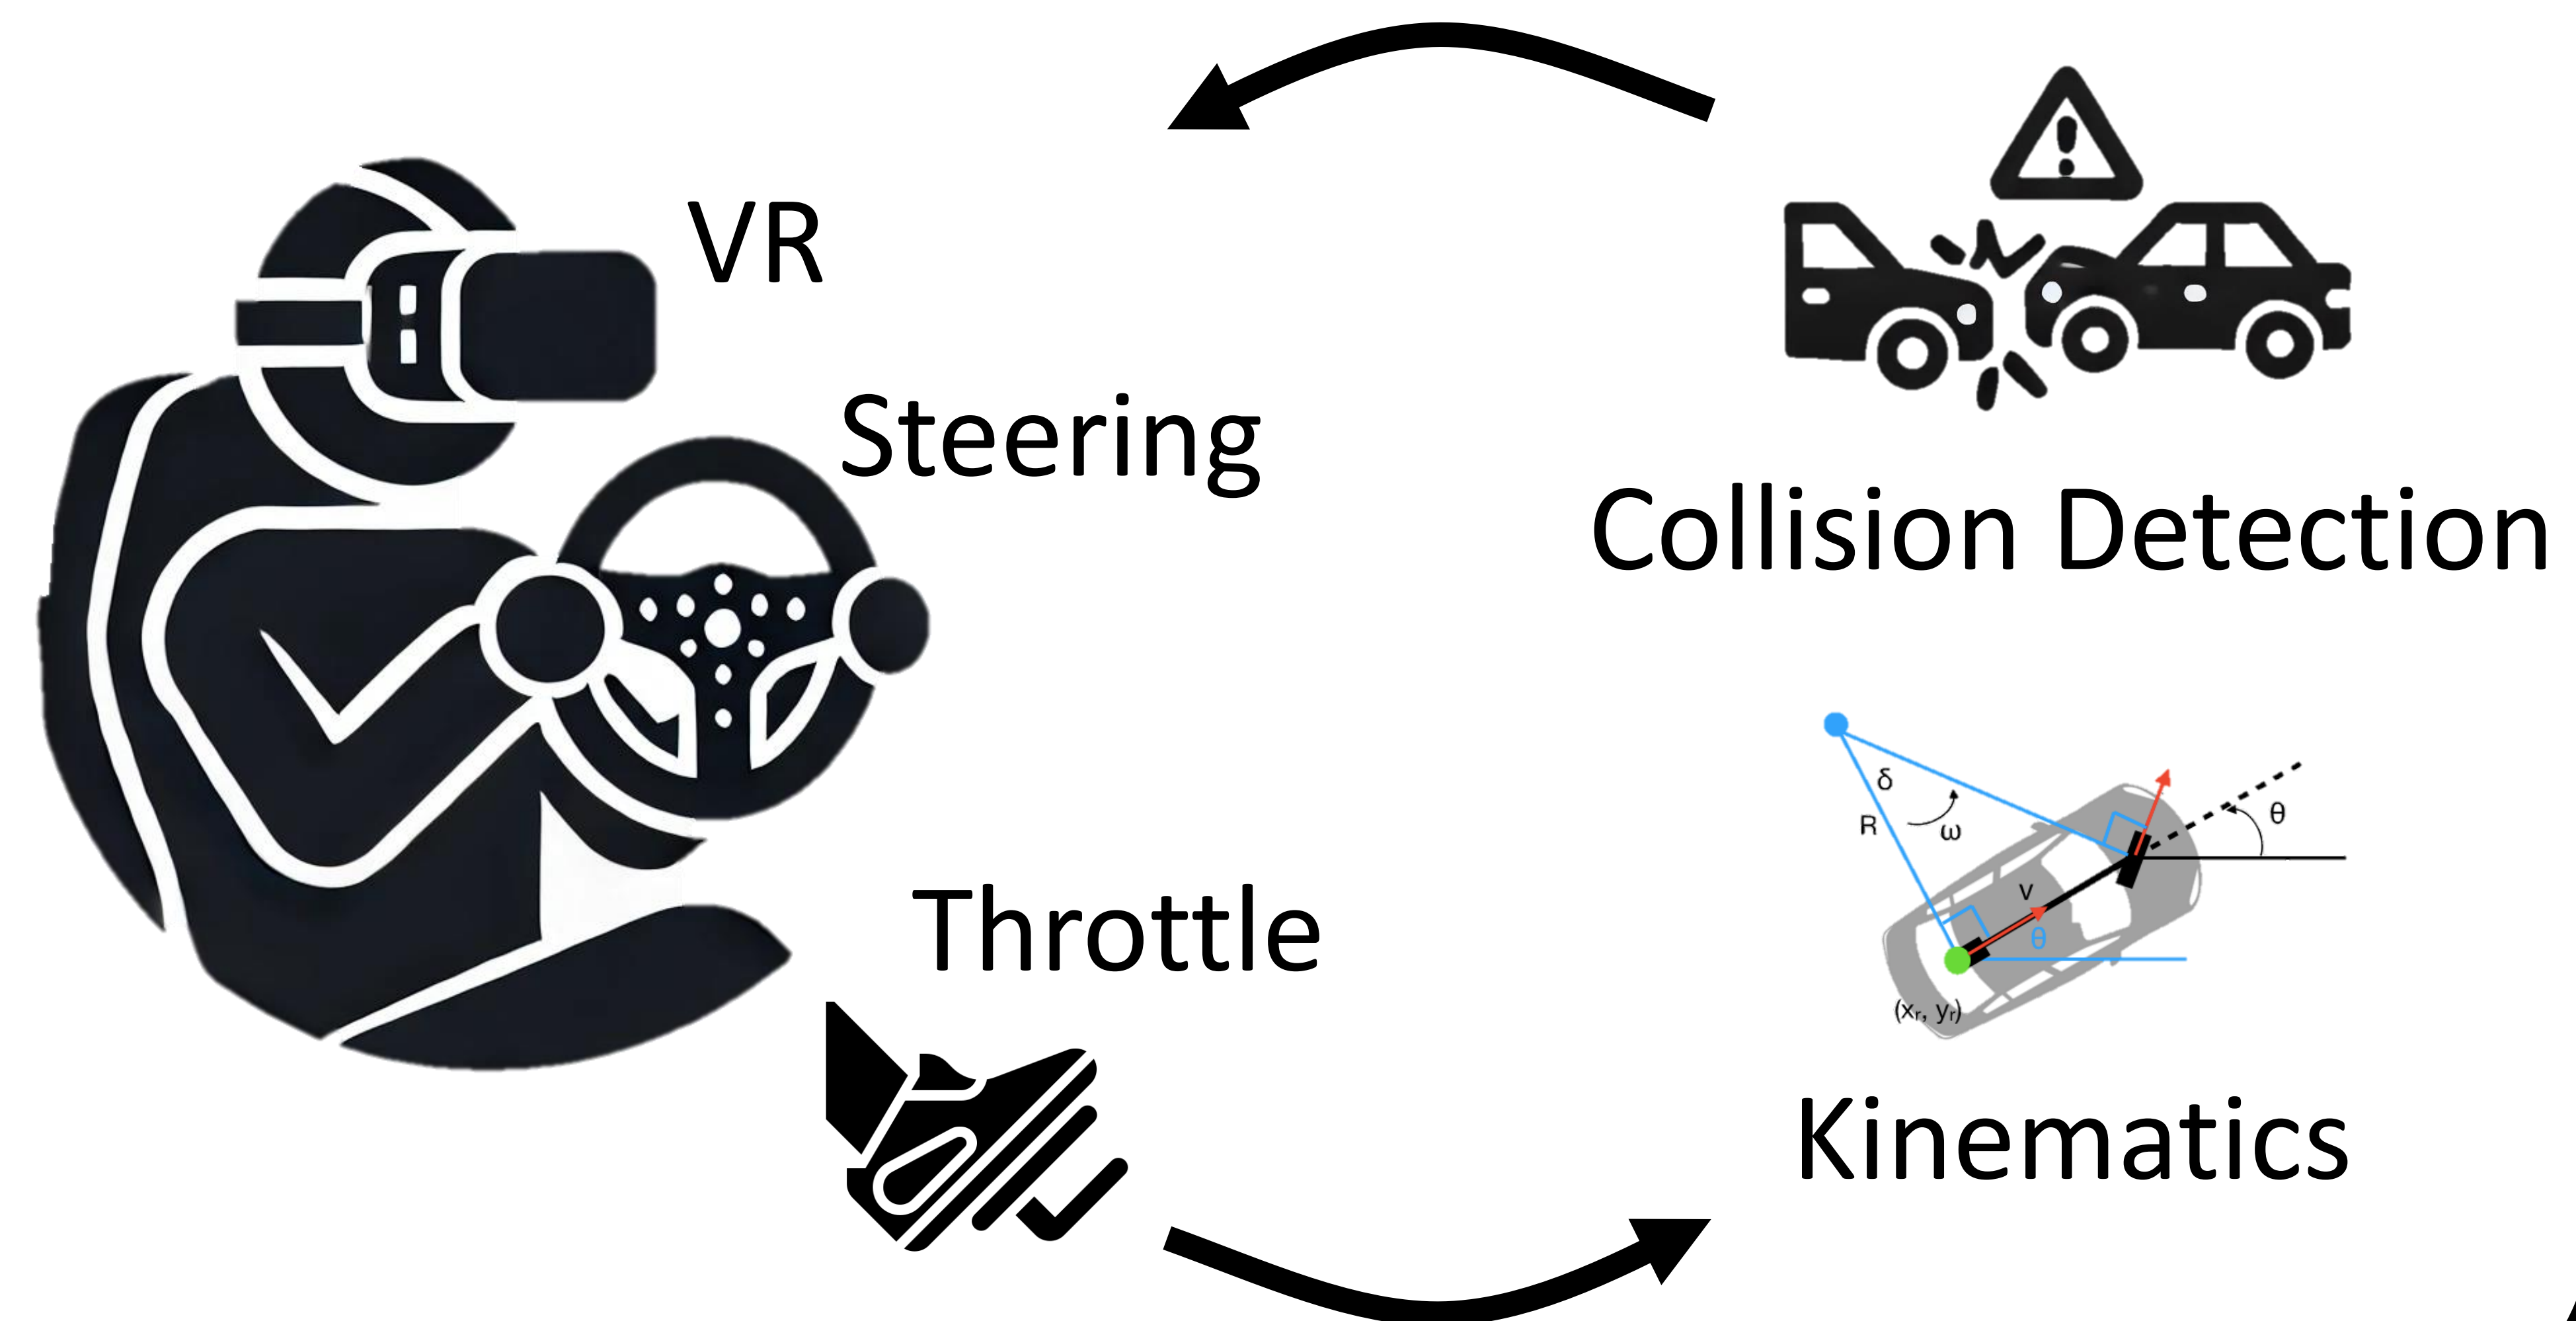 VR
Steering
Collision Detection
δ
R
ω
θ
v
θ
Throttle
(xᵣ, yᵣ)
Kinematics